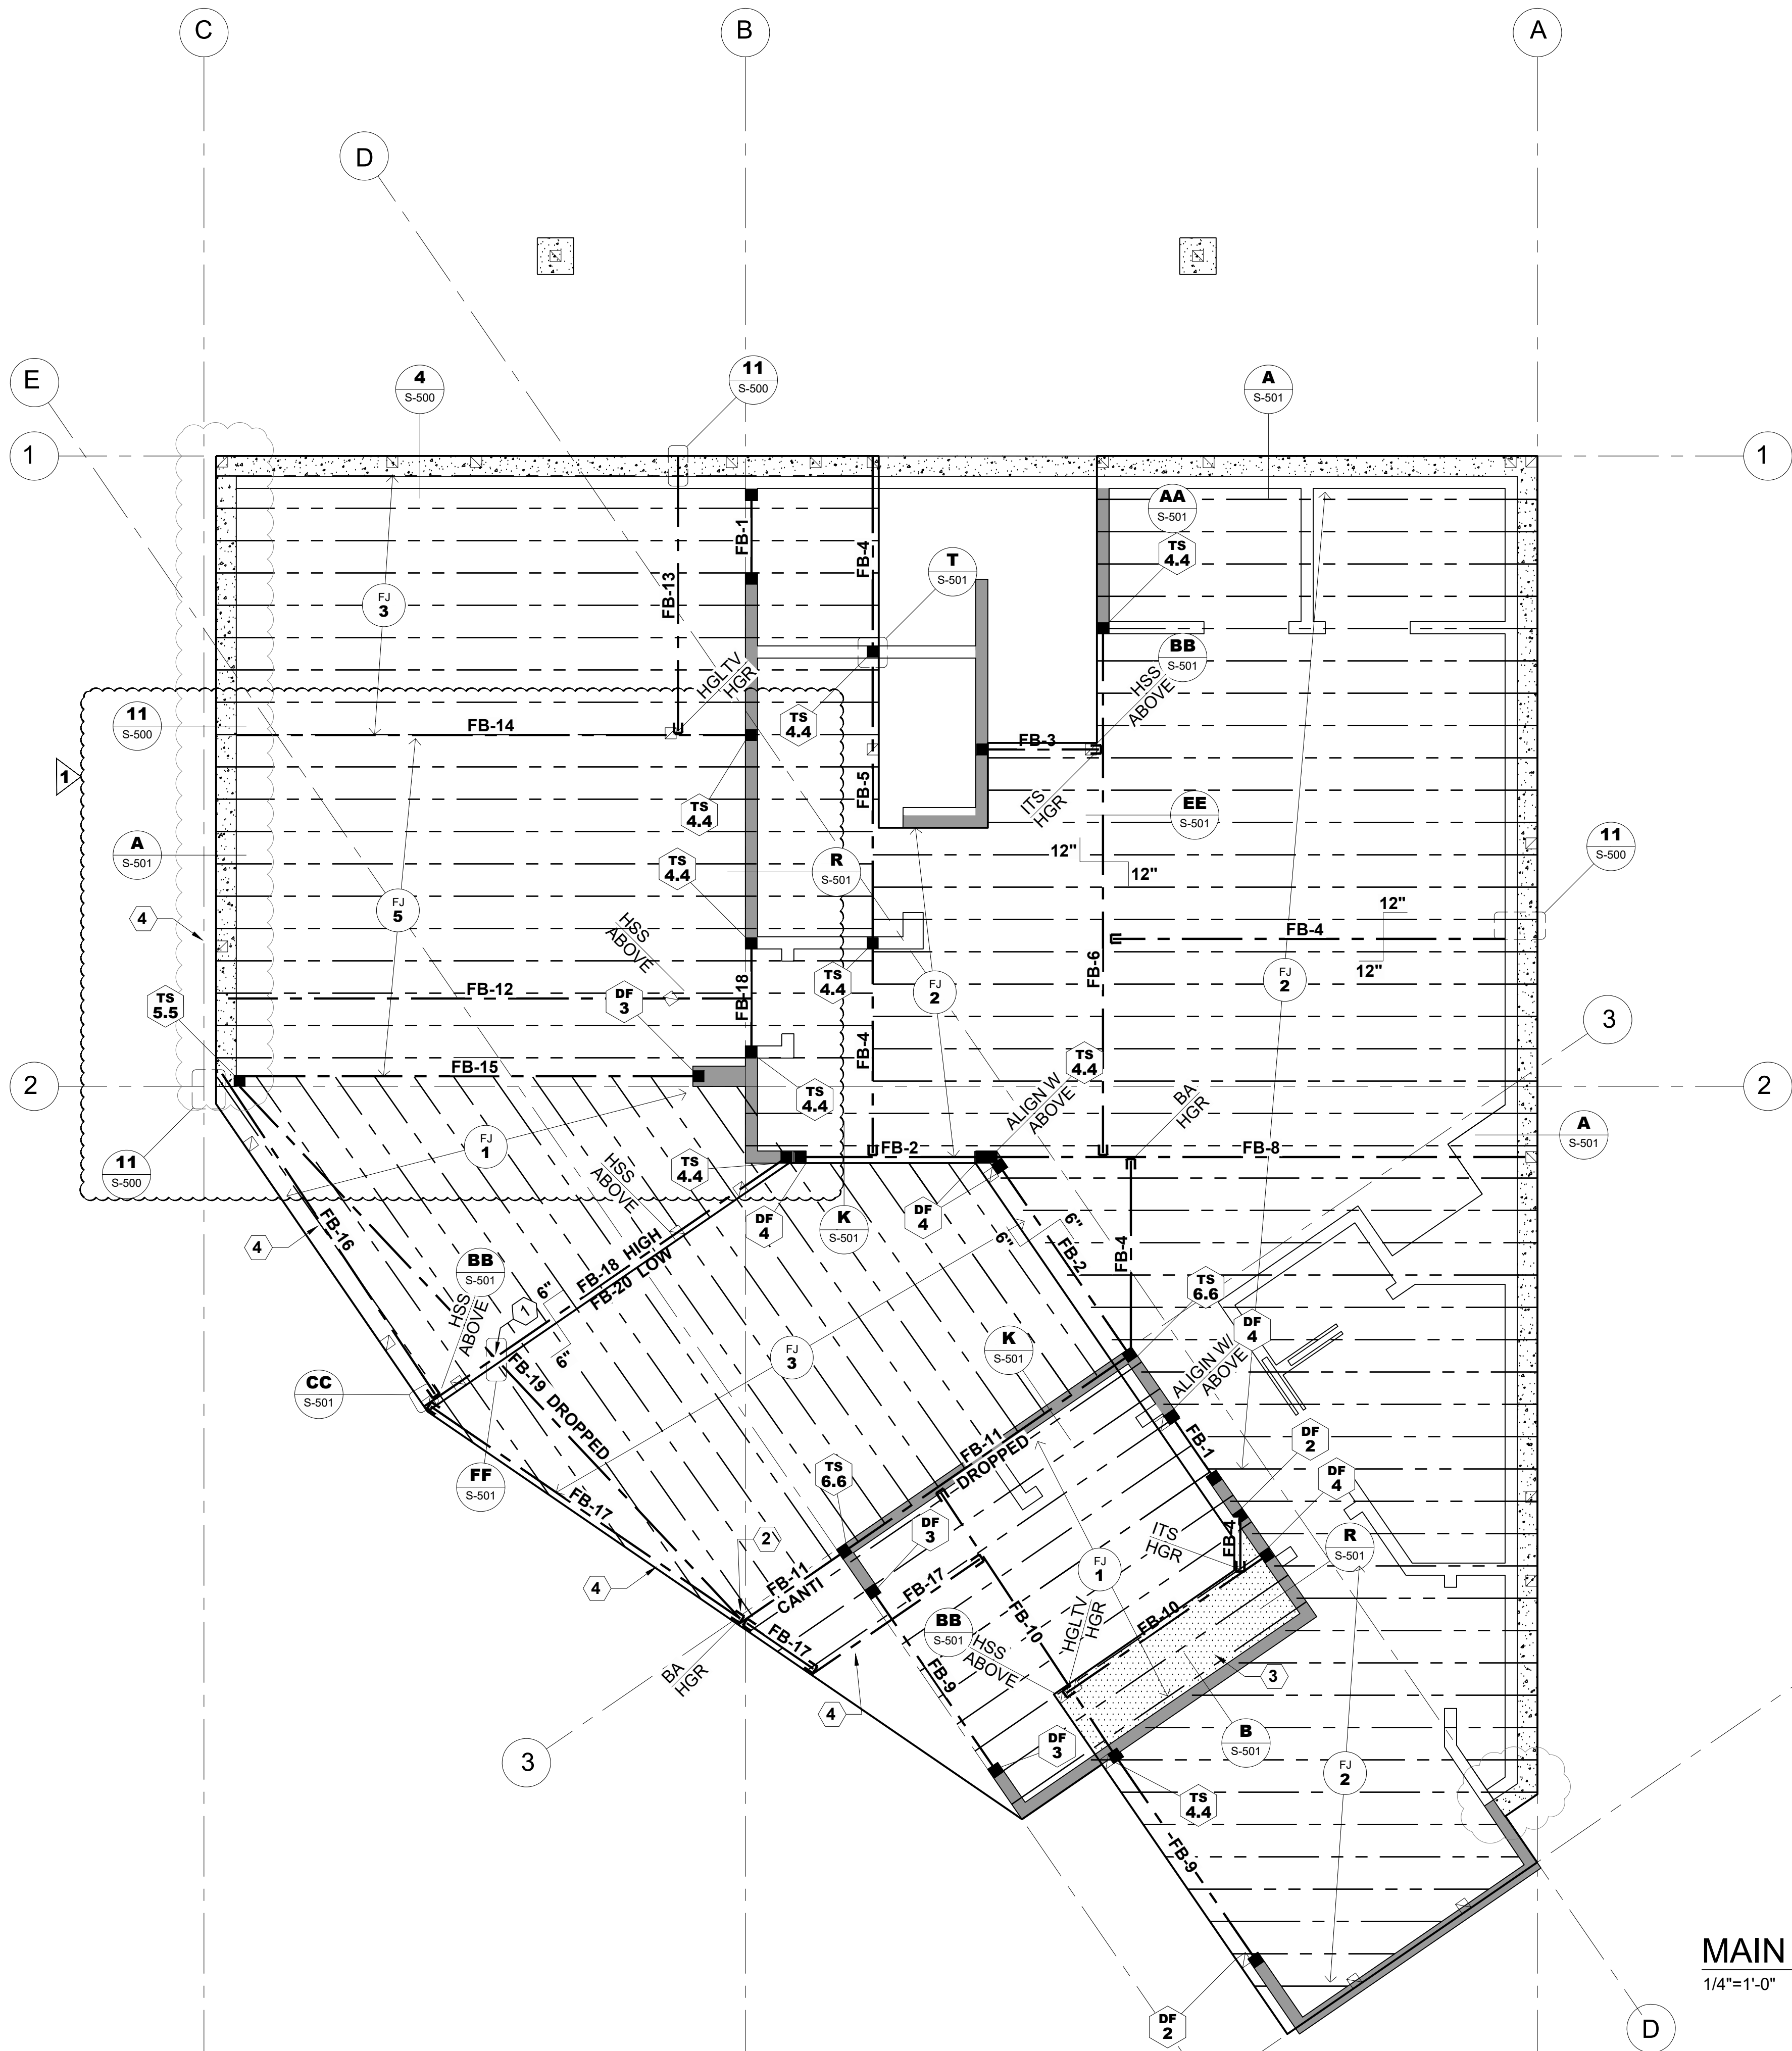 C
B
A
D
E
4
S-500
11
S-500
A
S-501
1
1
AA
S-501
TS
4.4
FB-1
FB-4
T
S-501
FB-13
FJ
3
BB
S-501
HSS
ABOVE
HGLTV
HGR
11
S-500
FB-14
TS
4.4
FB-3
1
FB-5
ITS
HGR
EE
S-501
TS
4.4
A
S-501
12"
12"
11
S-500
TS
4.4
R
S-501
4
FJ
5
12"
FB-4
12"
HSS
ABOVE
FB-6
TS
4.4
FJ
2
FJ
2
FB-12
DF
3
FB-18
TS
5.5
3
FB-4
TS
4.4
ALIGN W
ABOVE
FB-15
2
2
TS
4.4
BA
HGR
FJ
1
A
S-501
FB-2
FB-8
11
S-500
TS
4.4
HSS
ABOVE
DF
4
K
S-501
DF
4
FB-16
4
6"
6"
FB-2
FB-4
FB-18 HIGH
FB-20 LOW
BB
S-501
HSS
ABOVE
1
6"
6"
TS
6.6
DF
4
K
S-501
FJ
3
ALIGIN W/
ABOVE
CC
S-501
FB-19 DROPPED
FB-11
DROPPED
FB-1
DF
2
DF
4
FF
S-501
TS
6.6
FB-17
DF
3
ITS
HGR
FB-4
R
S-501
2
FJ
1
4
FB-11
CANTI
FB-17
FB-10
HGLTV
HGR
FB-10
BB
S-501
HSS
ABOVE
FB-17
BA
HGR
FB-9
3
4
DF
3
B
S-501
3
FJ
2
TS
4.4
FB-9
MAIN
1/4"=1'-0"
DF
2
D